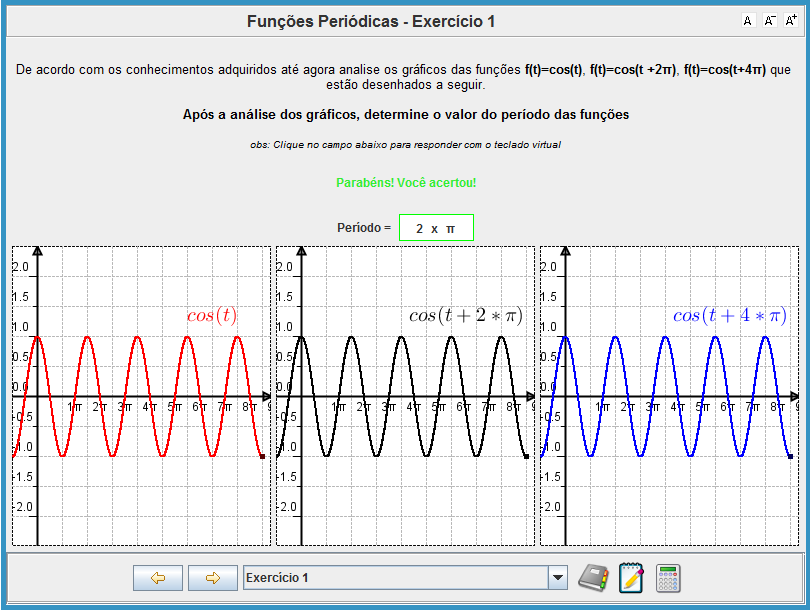 Funções Periódicas - Exercício 1
A A⁻ A⁺
De acordo com os conhecimentos adquiridos até agora analise os gráficos das funções f(t)=cos(t), f(t)=cos(t +2π), f(t)=cos(t+4π) que
estão desenhados a seguir.
Após a análise dos gráficos, determine o valor do período das funções
obs: Clique no campo abaixo para responder com o teclado virtual
Parabéns! Você acertou!
Período = 2 x π
2.0
1.5
cos(t)
1.0
0.5
0.0
1π 2π 3π 4π 5π 6π 7π 8π 9
-0.5
-1.0
-1.5
-2.0
2.0
1.5
cos(t + 2 * π)
1.0
0.5
0.0
1π 2π 3π 4π 5π 6π 7π 8π 9
-0.5
-1.0
-1.5
-2.0
2.0
1.5
cos(t + 4 * π)
1.0
0.5
0.0
1π 2π 3π 4π 5π 6π 7π 8π 9
-0.5
-1.0
-1.5
-2.0
Exercício 1